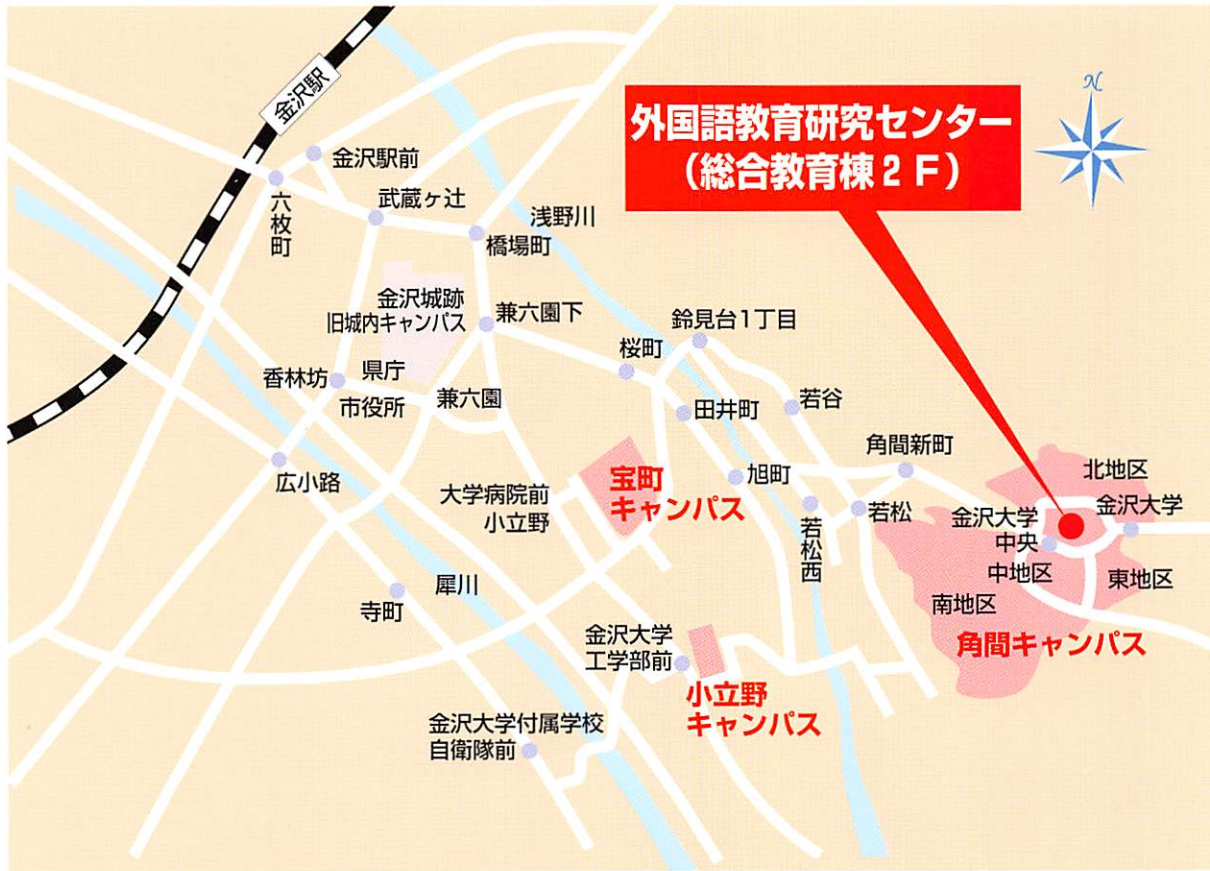 金沢駅
N
外国語教育研究センター
（総合教育棟２Ｆ）
金沢駅前
六枚町
武蔵ヶ辻
浅野川
橋場町
金沢城跡
旧城内キャンパス
兼六園下
鈴見台1丁目
桜町
香林坊
県庁
市役所
兼六園
田井町
若谷
広小路
大学病院前
小立野
宝町
キャンパス
旭町
角間新町
若松
若松西
北地区
金沢大学
金沢大学
中央
中地区
東地区
南地区
角間キャンパス
犀川
寺町
金沢大学
工学部前
小立野
キャンパス
金沢大学付属学校
自衛隊前